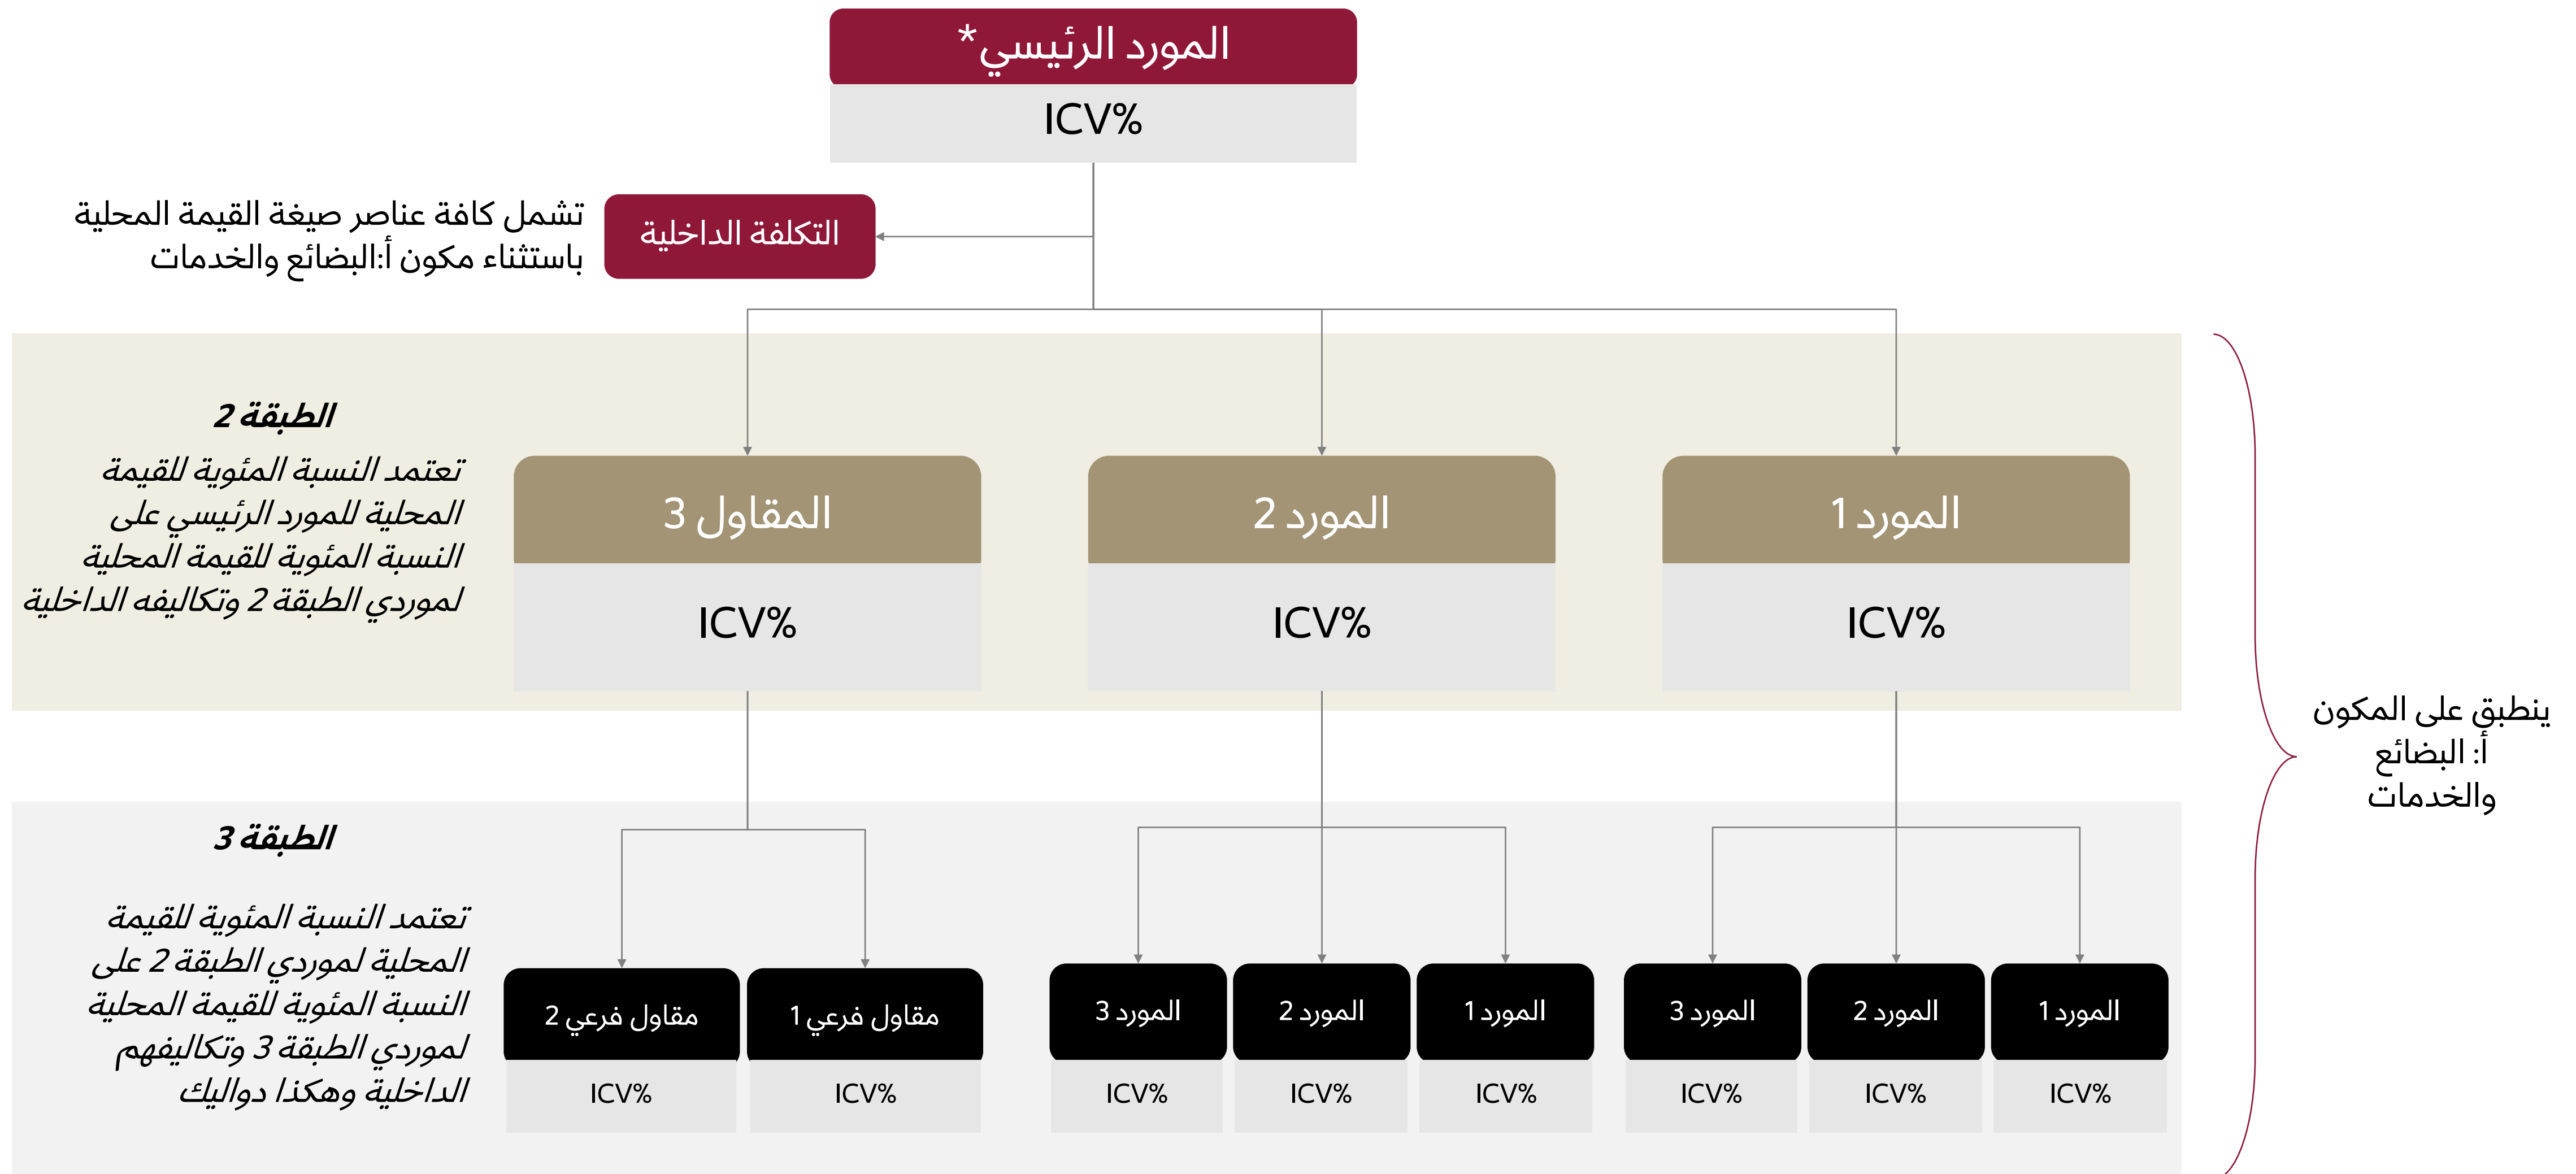 المورد الرئيسي*
ICV%
التكلفة الداخلية
تشمل كافة عناصر صيغة القيمة المحلية
باستثناء مكون أ:البضائع والخدمات
الطبقة 2
تعتمد النسبة المئوية للقيمة
المحلية للمورد الرئيسي على
النسبة المئوية للقيمة المحلية
لموردي الطبقة 2 وتكاليفه الداخلية
المورد 1
ICV%
المورد 2
ICV%
المقاول 3
ICV%
ينطبق على المكون
أ: البضائع
والخدمات
الطبقة 3
تعتمد النسبة المئوية للقيمة
المحلية لموردي الطبقة 2 على
النسبة المئوية للقيمة المحلية
لموردي الطبقة 3 وتكاليفهم
الداخلية وهكذا دواليك
المورد 1
ICV%
المورد 2
ICV%
المورد 3
ICV%
المورد 1
ICV%
المورد 2
ICV%
المورد 3
ICV%
مقاول فرعي 1
ICV%
مقاول فرعي 2
ICV%